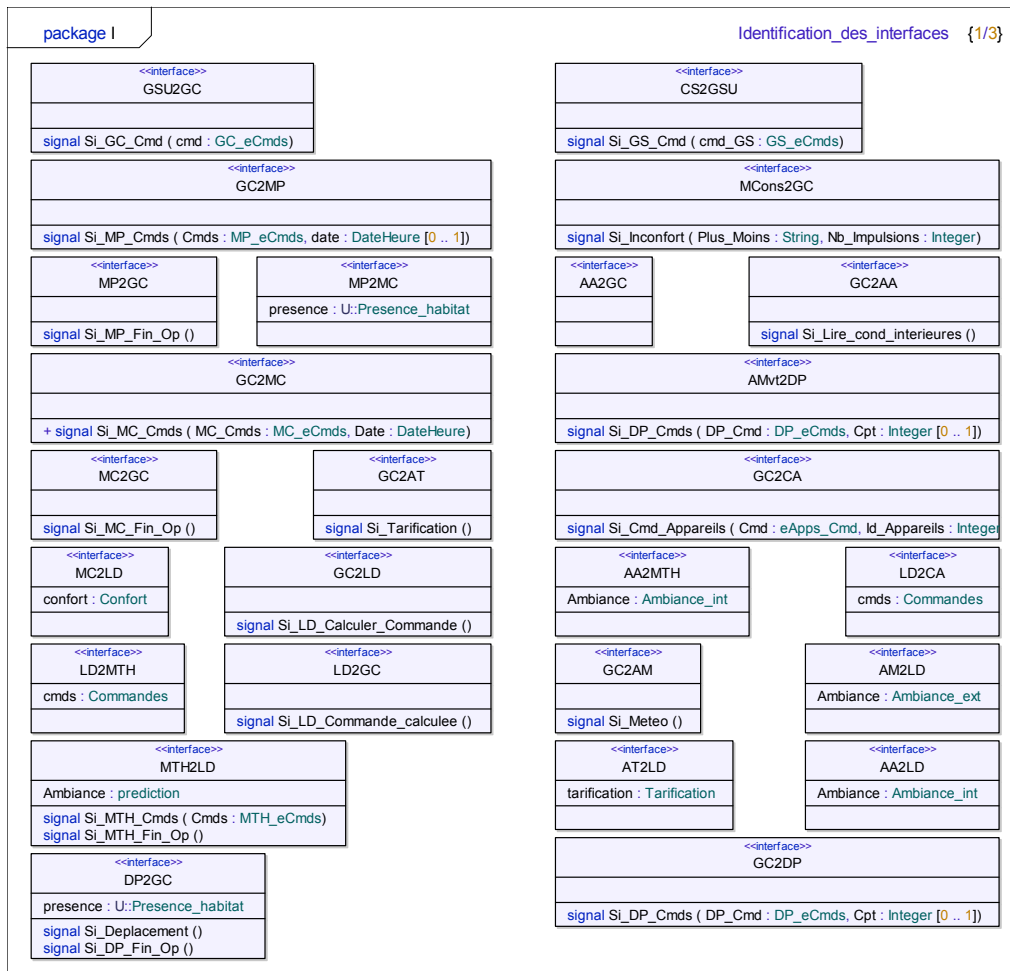 package I
Identification_des_interfaces {1/3}
<<interface>>
GSU2GC
signal Si_GC_Cmd ( cmd : GC_eCmds)
<<interface>>
CS2GSU
signal Si_GS_Cmd ( cmd_GS : GS_eCmds)
<<interface>>
GC2MP
signal Si_MP_Cmds ( Cmds : MP_eCmds, date : DateHeure [0 .. 1])
<<interface>>
MCons2GC
signal Si_Inconfort ( Plus_Moins : String, Nb_Impulsions : Integer)
<<interface>>
MP2GC
signal Si_MP_Fin_Op ()
<<interface>>
MP2MC
presence : U::Presence_habitat
<<interface>>
AA2GC
<<interface>>
GC2AA
signal Si_Lire_cond_interieures ()
<<interface>>
GC2MC
+ signal Si_MC_Cmds ( MC_Cmds : MC_eCmds, Date : DateHeure)
<<interface>>
AMvt2DP
signal Si_DP_Cmds ( DP_Cmd : DP_eCmds, Cpt : Integer [0 .. 1])
<<interface>>
MC2GC
signal Si_MC_Fin_Op ()
<<interface>>
GC2AT
signal Si_Tarification ()
<<interface>>
GC2CA
signal Si_Cmd_Appareils ( Cmd : eApps_Cmd, Id_Appareils : Integer
<<interface>>
MC2LD
confort : Confort
<<interface>>
GC2LD
signal Si_LD_Calculer_Commande ()
<<interface>>
AA2MTH
Ambiance : Ambiance_int
<<interface>>
LD2CA
cmds : Commandes
<<interface>>
LD2MTH
cmds : Commandes
<<interface>>
LD2GC
signal Si_LD_Commande_calculee ()
<<interface>>
GC2AM
signal Si_Meteo ()
<<interface>>
AM2LD
Ambiance : Ambiance_ext
<<interface>>
MTH2LD
Ambiance : prediction
signal Si_MTH_Cmds ( Cmds : MTH_eCmds)
signal Si_MTH_Fin_Op ()
<<interface>>
AT2LD
tarification : Tarification
<<interface>>
AA2LD
Ambiance : Ambiance_int
<<interface>>
DP2GC
presence : U::Presence_habitat
signal Si_Deplacement ()
signal Si_DP_Fin_Op ()
<<interface>>
GC2DP
signal Si_DP_Cmds ( DP_Cmd : DP_eCmds, Cpt : Integer [0 .. 1])